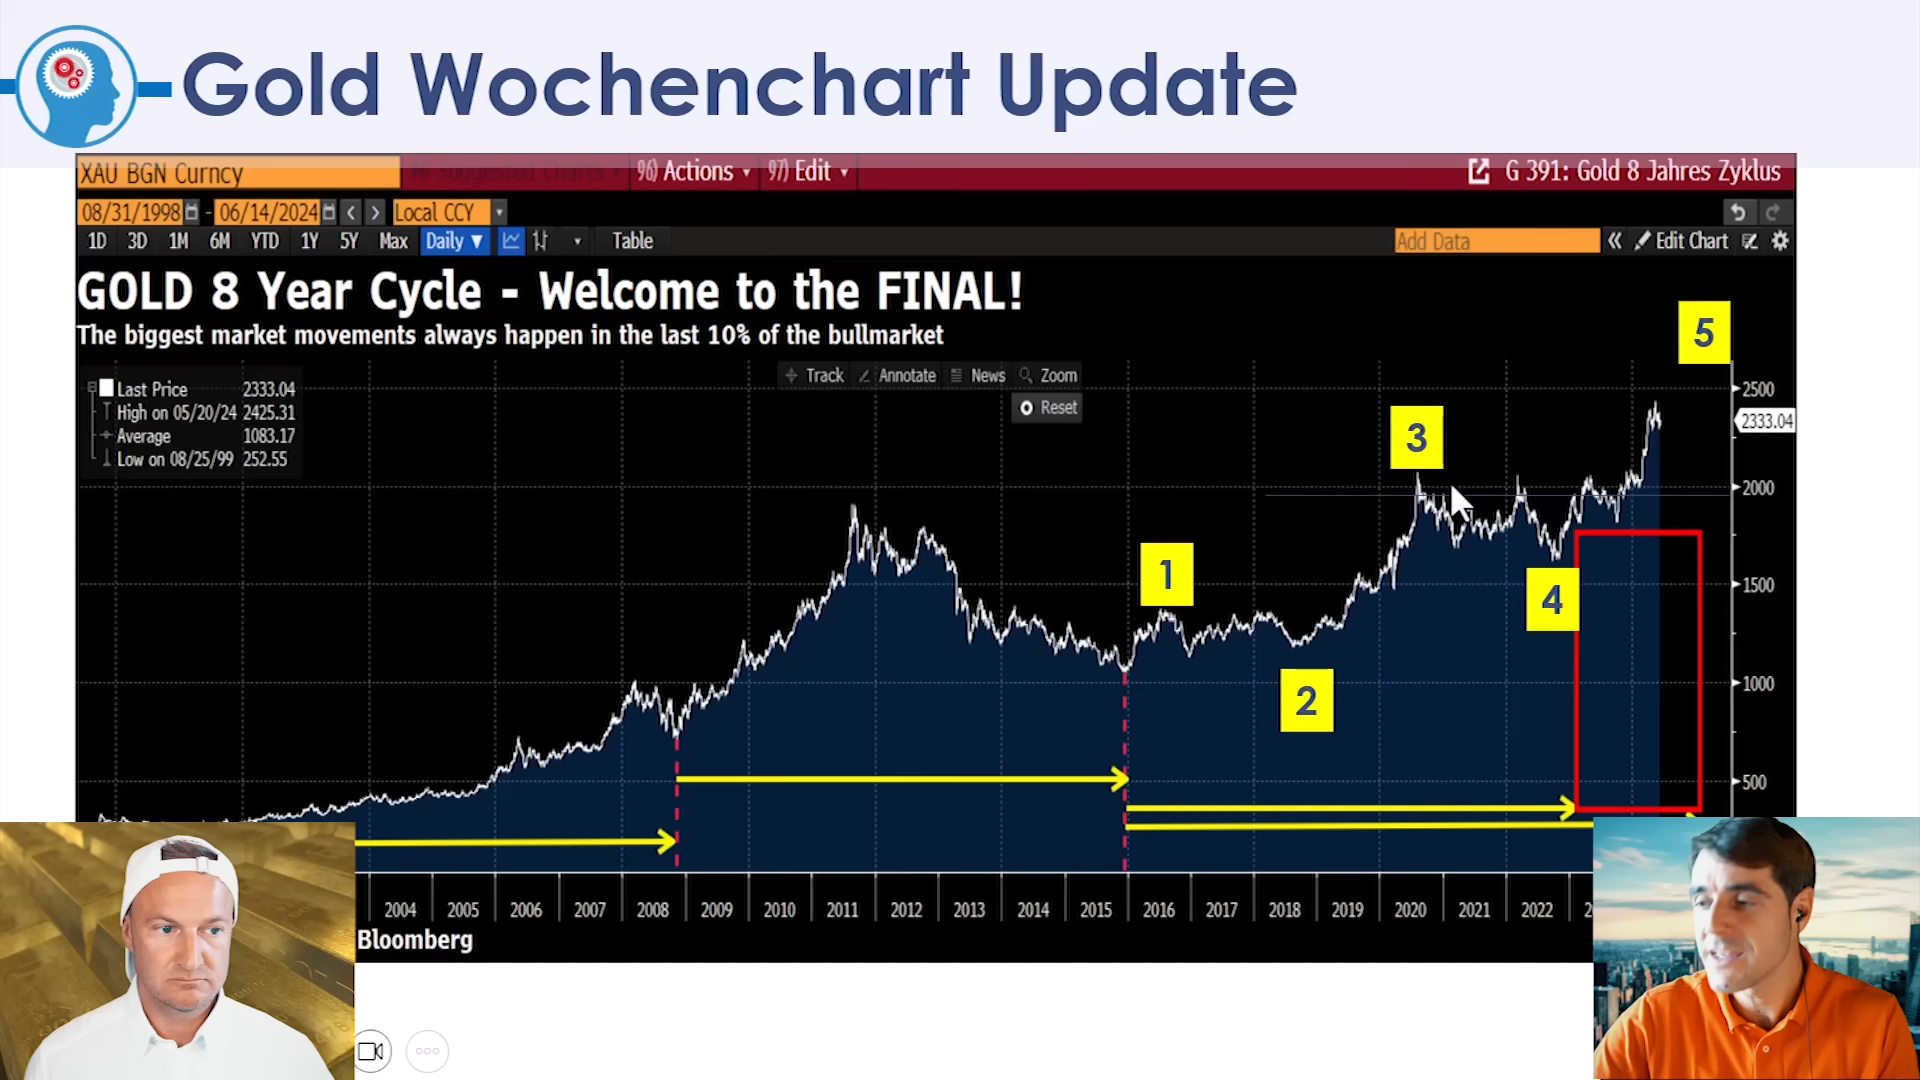 Gold Wochenchart Update
XAU BGN Curncy
96) Actions
97) Edit
G 391: Gold 8 Jahres Zyklus
08/31/1998 - 06/14/2024 Local CCY
1D 3D 1M 6M YTD 1Y 5Y Max Daily ▼ Table Add Data « Edit Chart
GOLD 8 Year Cycle - Welcome to the FINAL!
The biggest market movements always happen in the last 10% of the bullmarket
5
Track Annotate News Zoom
Reset
Last Price 2333.04
High on 05/20/24 2425.31
Average 1083.17
Low on 08/25/99 252.55
2500
2333.04
3
2000
1
1500
4
2
1000
500
2004 2005 2006 2007 2008 2009 2010 2011 2012 2013 2014 2015 2016 2017 2018 2019 2020 2021 2022
Bloomberg